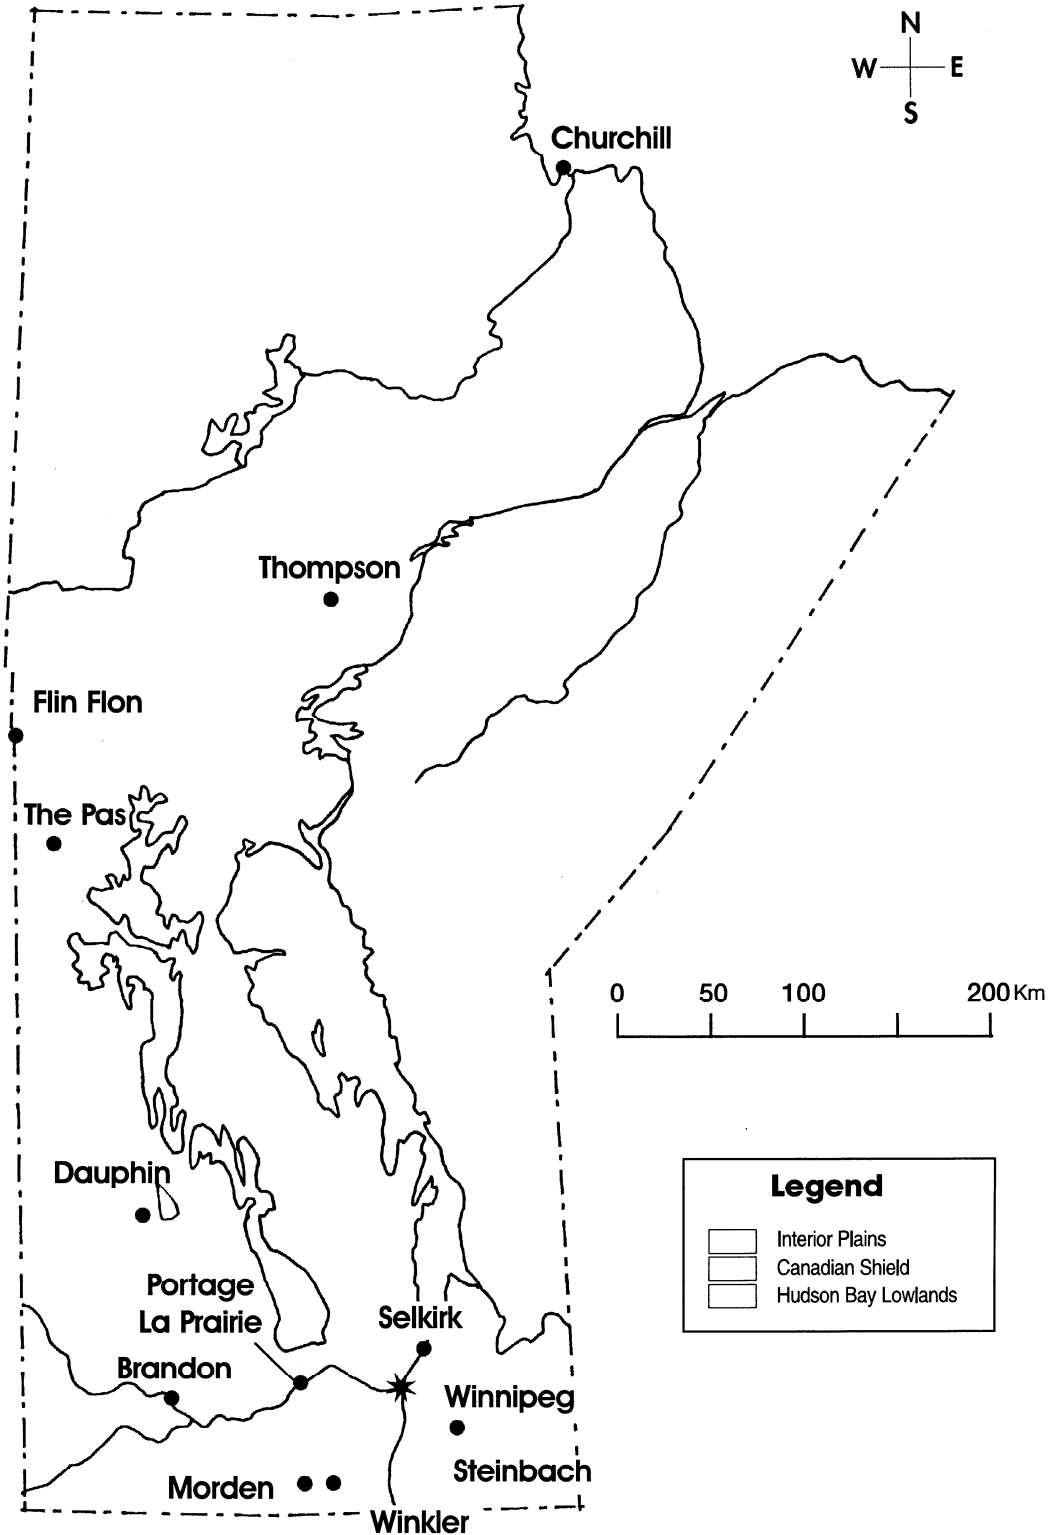 N
W E
S
Churchill
Thompson
Flin Flon
The Pas
0 50 100 200 Km
Dauphin
Legend
Interior Plains
Canadian Shield
Hudson Bay Lowlands
Portage
La Prairie
Selkirk
Brandon
Winnipeg
Steinbach
Morden
Winkler